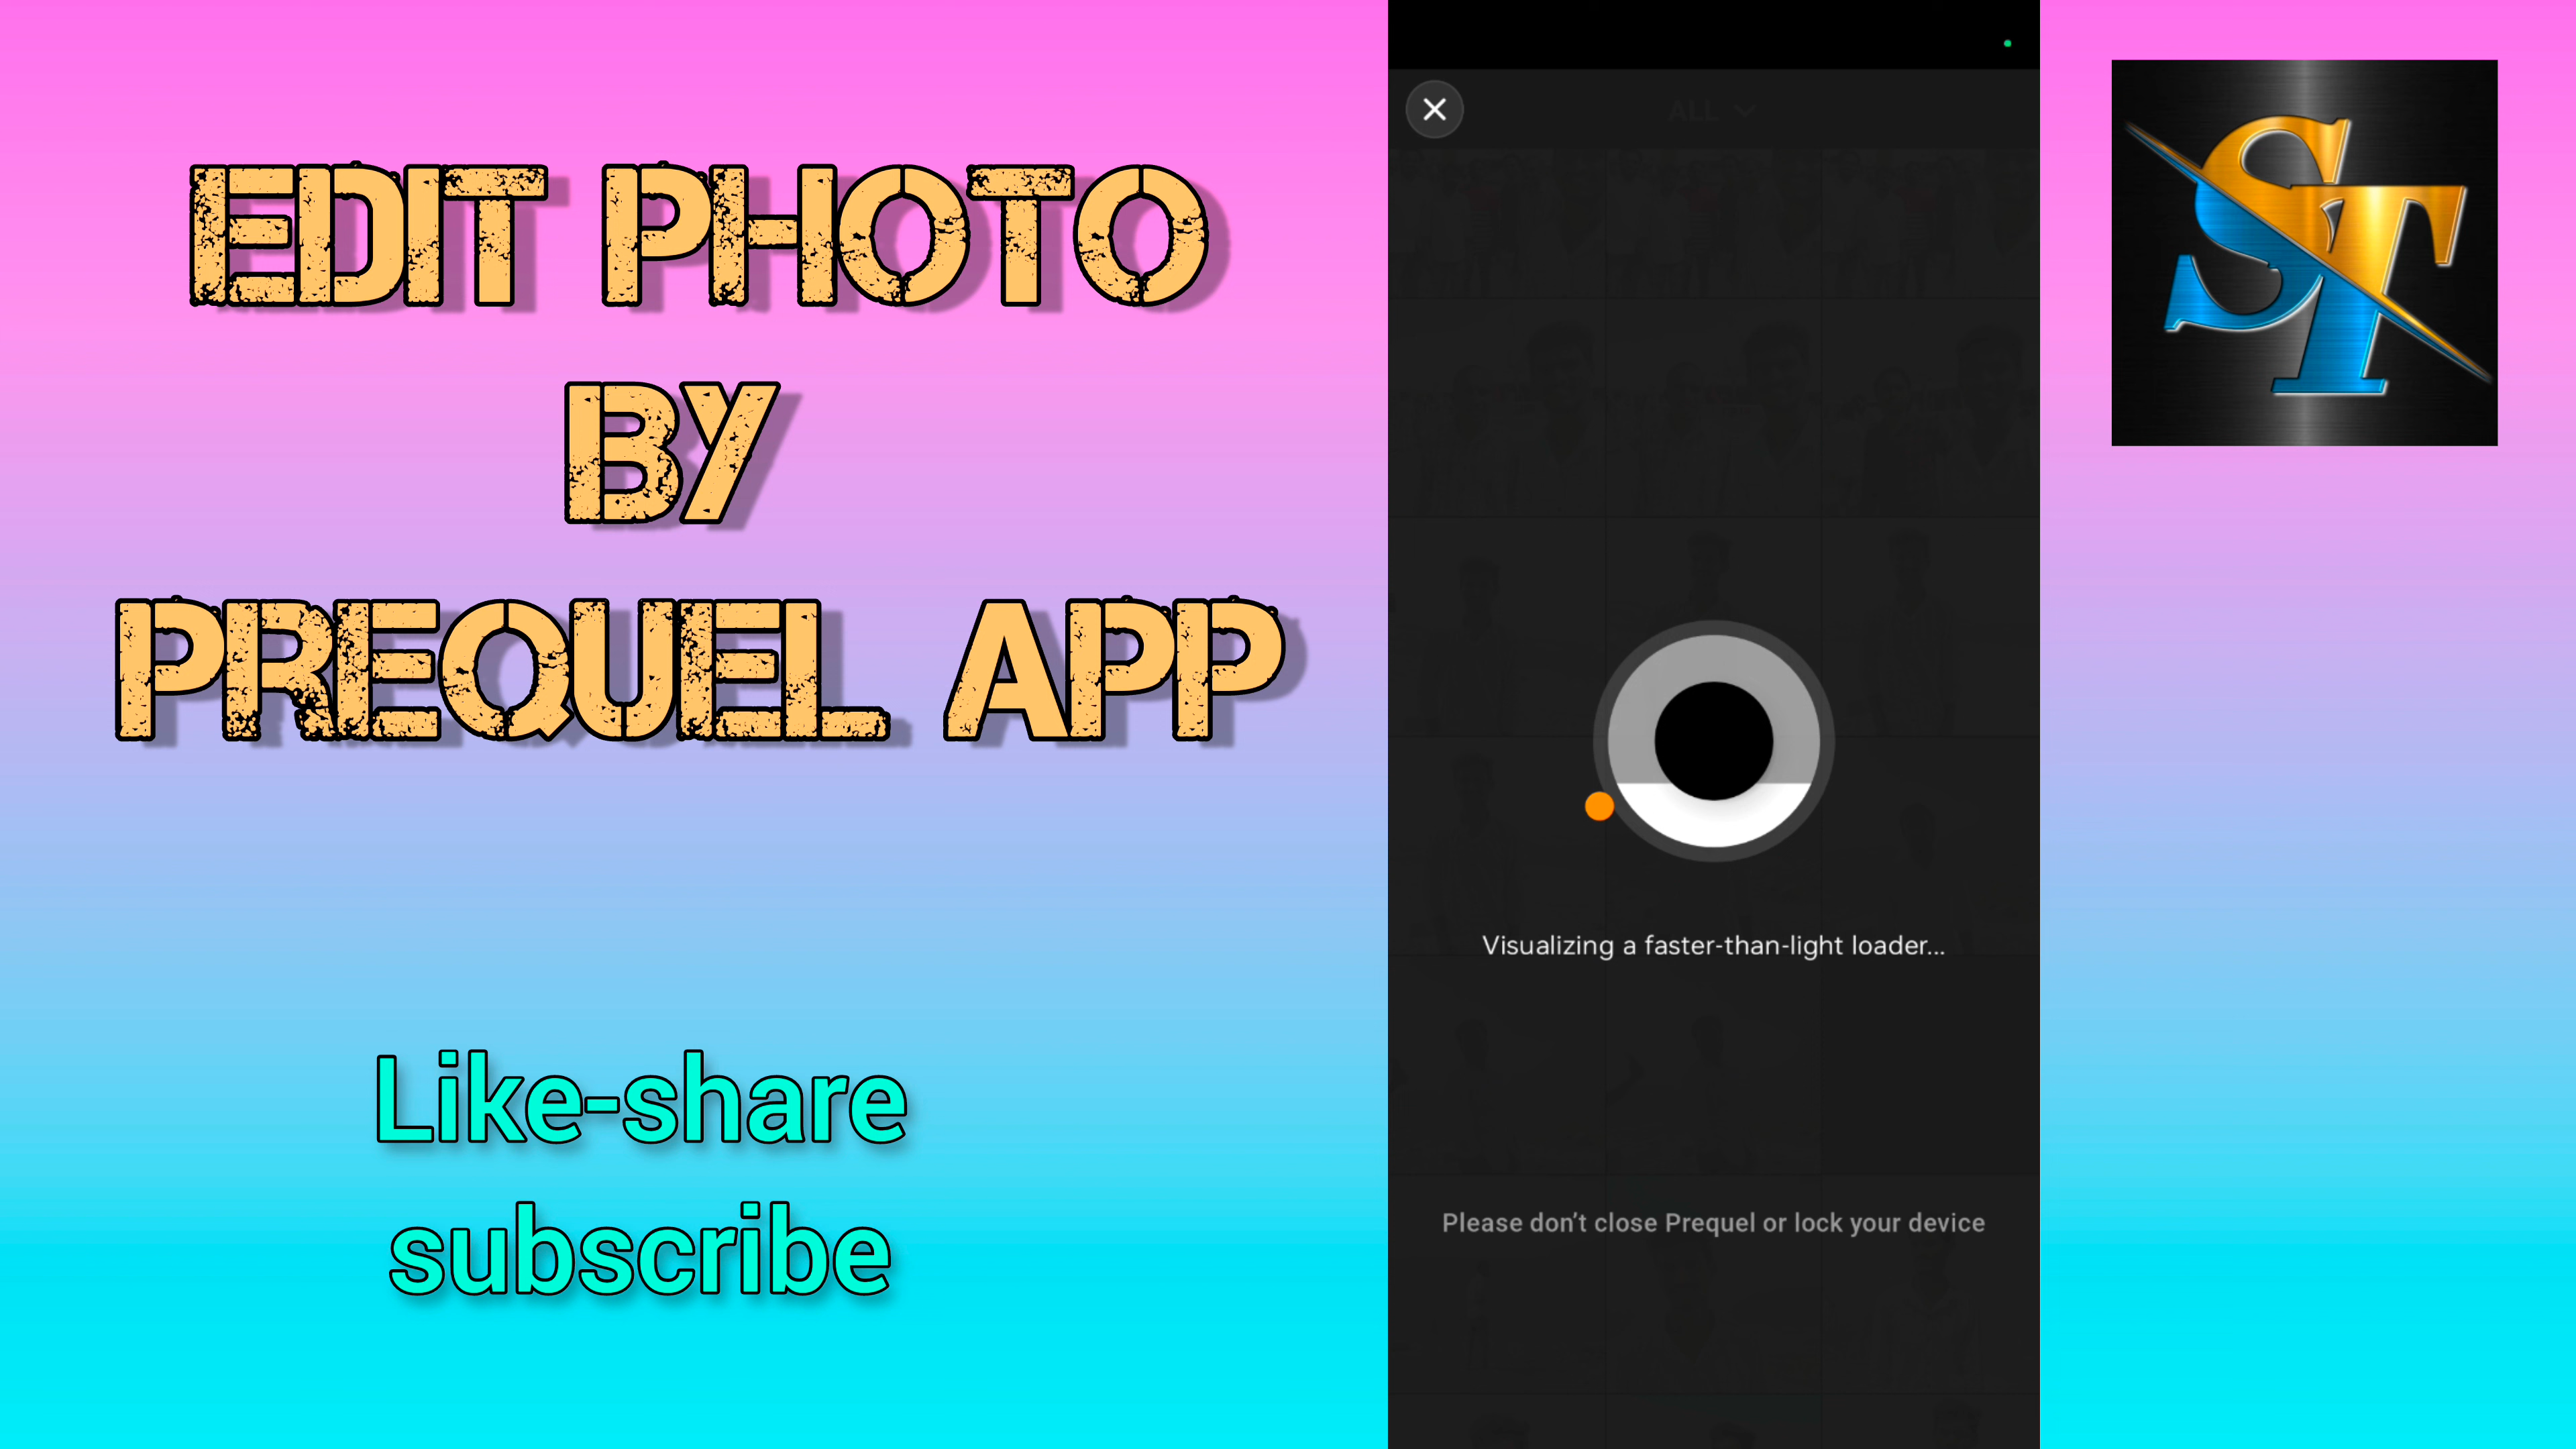 EDIT PHOTO
BY
PREQUEL APP
Like-share
subscribe
ALL
Visualizing a faster-than-light loader...
Please don't close Prequel or lock your device
ST